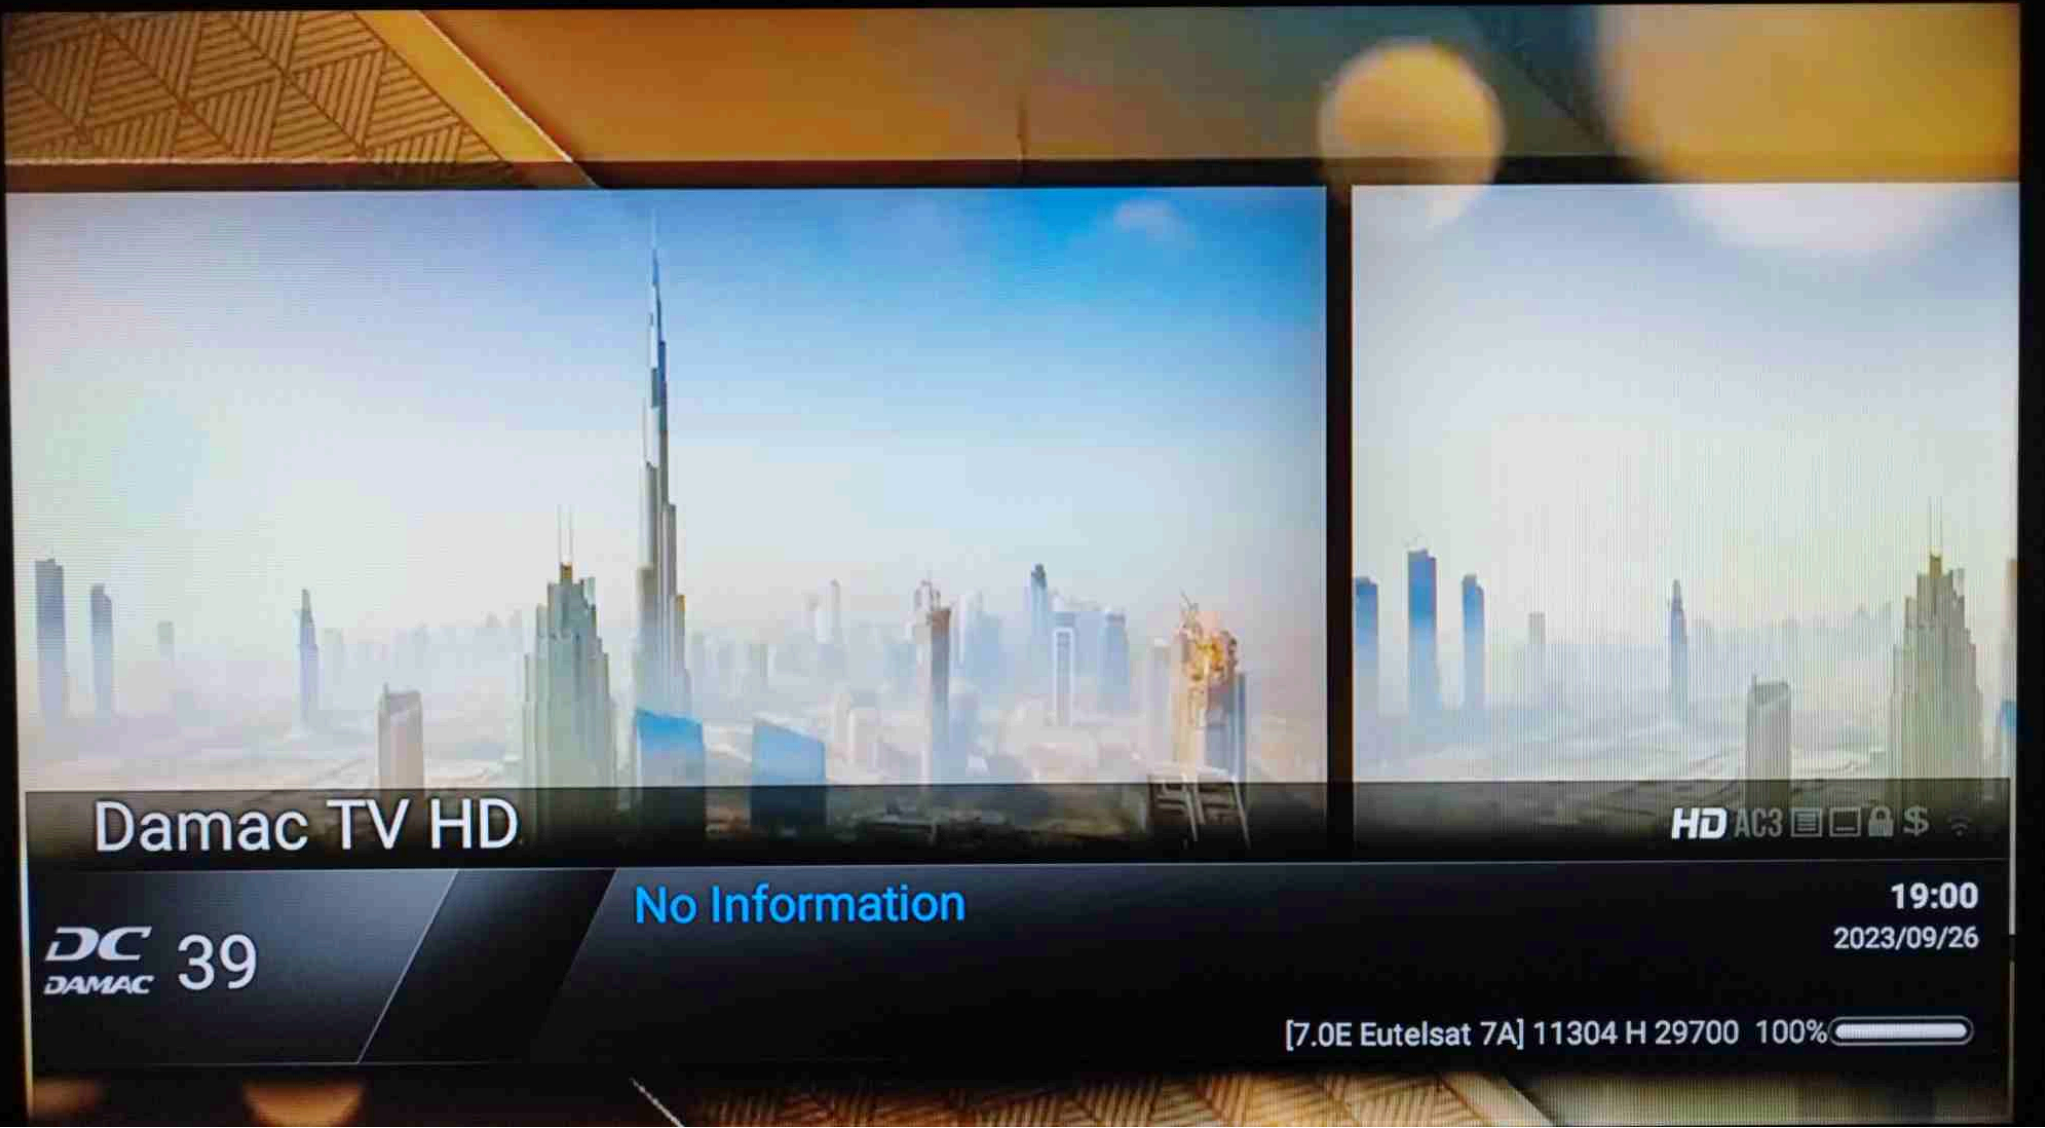 Damac TV HD
HD AC3 $
DC
DAMAC
39
No Information
19:00
2023/09/26
[7.0E Eutelsat 7A] 11304 H 29700 100%